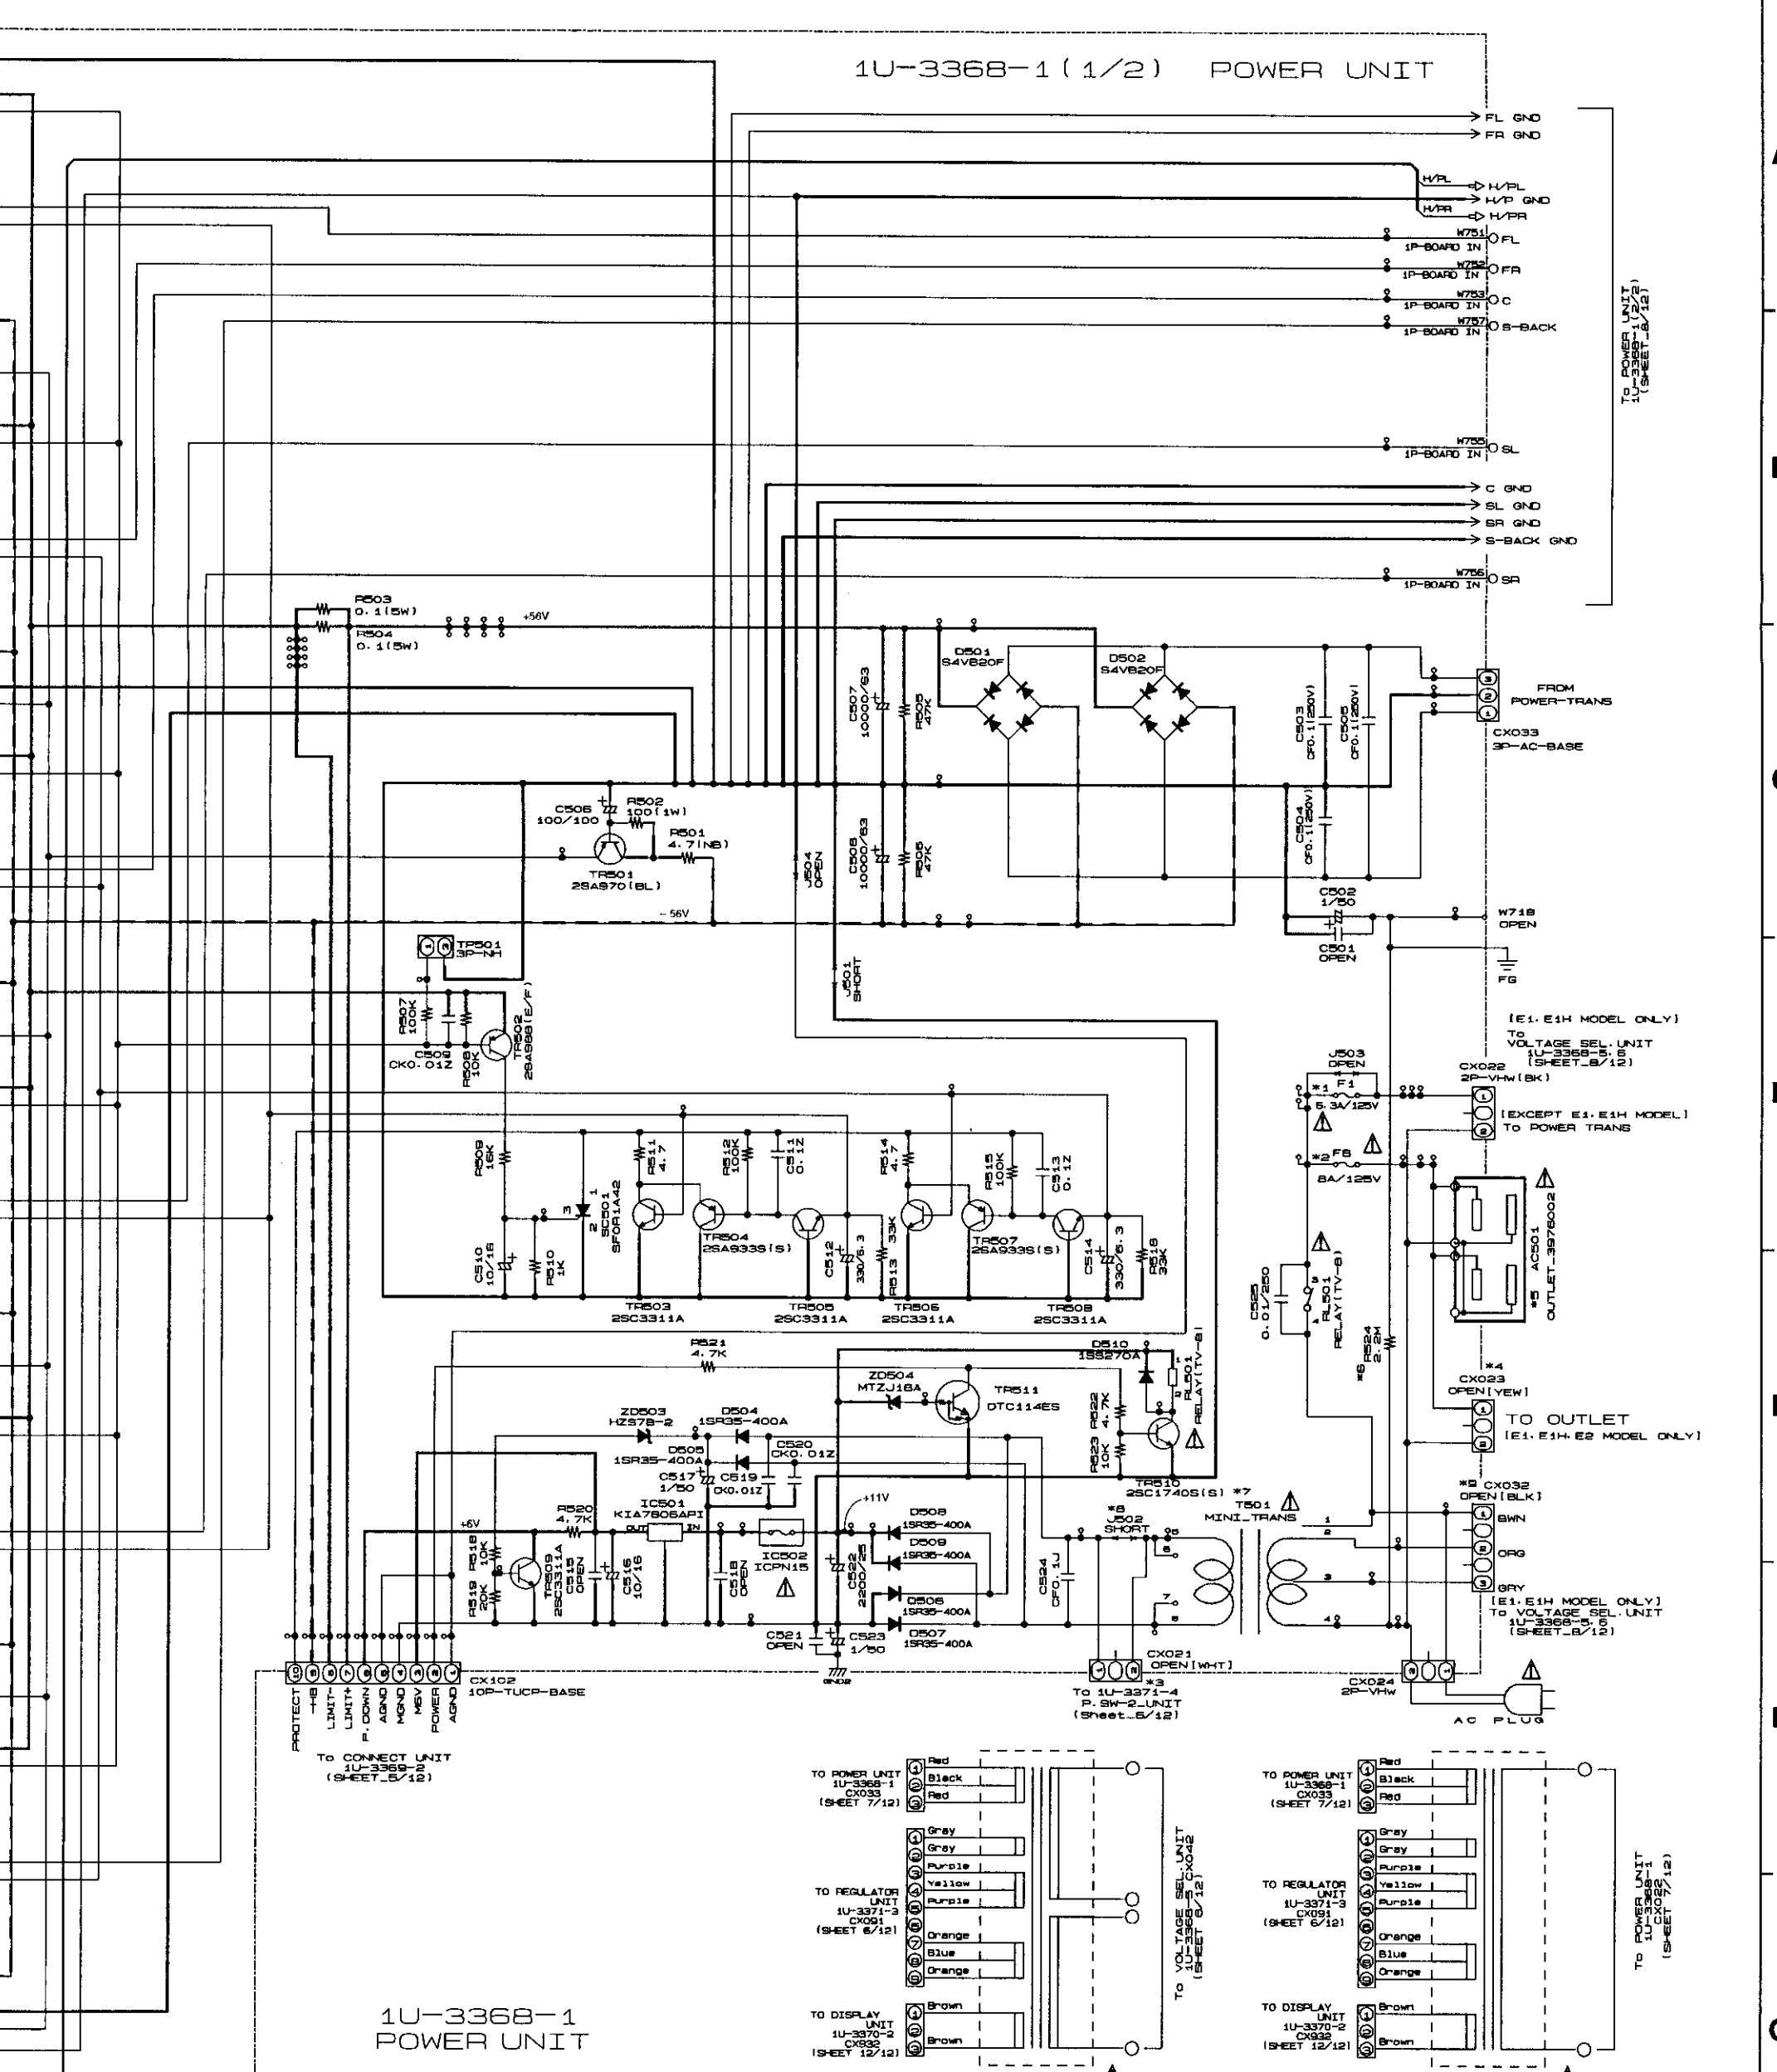 1U-3368-1(1/2) POWER UNIT
FL GND
FR GND
H/PL
H/PL
H/P GND
H/PR
H/PR
W751
1P-BOARD IN
FL
W752
1P-BOARD IN
FR
W753
1P-BOARD IN
C
W757
1P-BOARD IN
S-BACK
To POWER UNIT
1U-3368-1(2/2)
(SHEET_8/12)
W755
1P-BOARD IN
SL
C GND
SL GND
SR GND
S-BACK GND
W756
1P-BOARD IN
SR
R503
0.1(5W)
R504
0.1(5W)
+56V
D501
S4VB20F
D502
S4VB20F
C507
10000/63
R505
47K
C503
CF0.1(250V)
C505
CF0.1(250V)
3
2
1
FROM
POWER-TRANS
CX033
3P-AC-BASE
C506
100/100
R502
100(1W)
R501
4.7(NB)
TR501
2SA970(BL)
J504
OPEN
C508
10000/63
R506
47K
C504
CF0.1(250V)
C502
1/50
C501
OPEN
W718
OPEN
FG
-56V
TP501
3P-NH
J501
SHORT
R507
100K
C509
CK0.01Z
R508
10K
TR502
2SA988(E/F)
(E1.E1H MODEL ONLY)
To
VOLTAGE SEL.UNIT
1U-3368-5.6
(SHEET_8/12)
J503
OPEN
*1 F1
6.3A/125V
CX022
2P-VHW(BK)
(EXCEPT E1.E1H MODEL)
To POWER TRANS
*2 F6
8A/125V
*5 AC501
OUTLET_3976002
R509
16K
SC501
SF0R1A42
R511
4.7
R512
100K
C511
0.1Z
R514
4.7
R515
100K
C513
0.1Z
TR504
2SA933S(S)
TR507
2SA933S(S)
C510
10/16
R510
1K
C512
330/6.3
R513 33K
C514
330/6.3
R516
33K
TR503
2SC3311A
TR505
2SC3311A
TR506
2SC3311A
TR508
2SC3311A
C525
0.01/250
RL501
RELAY(TV-8)
*6 R524
2.2M
R521
4.7K
D510
1SS270A
RL501
RELAY(TV-8)
ZD504
MTZJ16A
TR511
DTC114ES
*4
CX023
OPEN(YEW)
TO OUTLET
(E1.E1H.E2 MODEL ONLY)
ZD503
HZS7B-2
D504
1SR35-400A
D505
1SR35-400A
C520
CK0.01Z
C517
1/50
C519
CK0.01Z
R522
4.7K
R523
10K
TR510
2SC1740S(S)
*7
T501
MINI_TRANS
*9 CX032
OPEN(BLK)
BWN
ORG
GRY
(E1.E1H MODEL ONLY)
To VOLTAGE SEL.UNIT
1U-3368-5.6
(SHEET_8/12)
+6V
R520
4.7K
IC501
KIA7806API
OUT
IN
+11V
D508
1SR35-400A
D509
1SR35-400A
D506
1SR35-400A
D507
1SR35-400A
*8
J502
SHORT
R518
10K
R519
20K
TR509
2SC3311A
C515
OPEN
C516
10/16
C518
OPEN
IC502
ICPN15
C522
2200/25
C524
CF0.1J
C521
OPEN
C523
1/50
CX021
OPEN(WHT)
*3
To 1U-3371-4
P.SW-2_UNIT
(Sheet_5/12)
CX024
2P-VHW
AC PLUG
CX102
10P-TUCP-BASE
PROTECT
-HB
LIMIT-
LIMIT+
P.DOWN
AGND
MGND
M6V
POWER
AGND
To CONNECT UNIT
1U-3369-2
(SHEET_5/12)
TO POWER UNIT
1U-3368-1
CX033
(SHEET 7/12)
Red
Black
Red
TO REGULATOR
UNIT
1U-3371-3
CX091
(SHEET 6/12)
Gray
Gray
Purple
Yellow
Purple
Orange
Blue
Orange
TO DISPLAY
UNIT
1U-3370-2
CX932
(SHEET 12/12)
Brown
Brown
To VOLTAGE SEL.UNIT
1U-3368-5 CX042
(SHEET 8/12)
TO POWER UNIT
1U-3368-1
CX033
(SHEET 7/12)
Red
Black
Red
TO REGULATOR
UNIT
1U-3371-3
CX091
(SHEET 6/12)
Gray
Gray
Purple
Yellow
Purple
Orange
Blue
Orange
TO DISPLAY
UNIT
1U-3370-2
CX932
(SHEET 12/12)
Brown
Brown
To POWER UNIT
1U-3368-1
CX022
(SHEET 7/12)
1U-3368-1
POWER UNIT